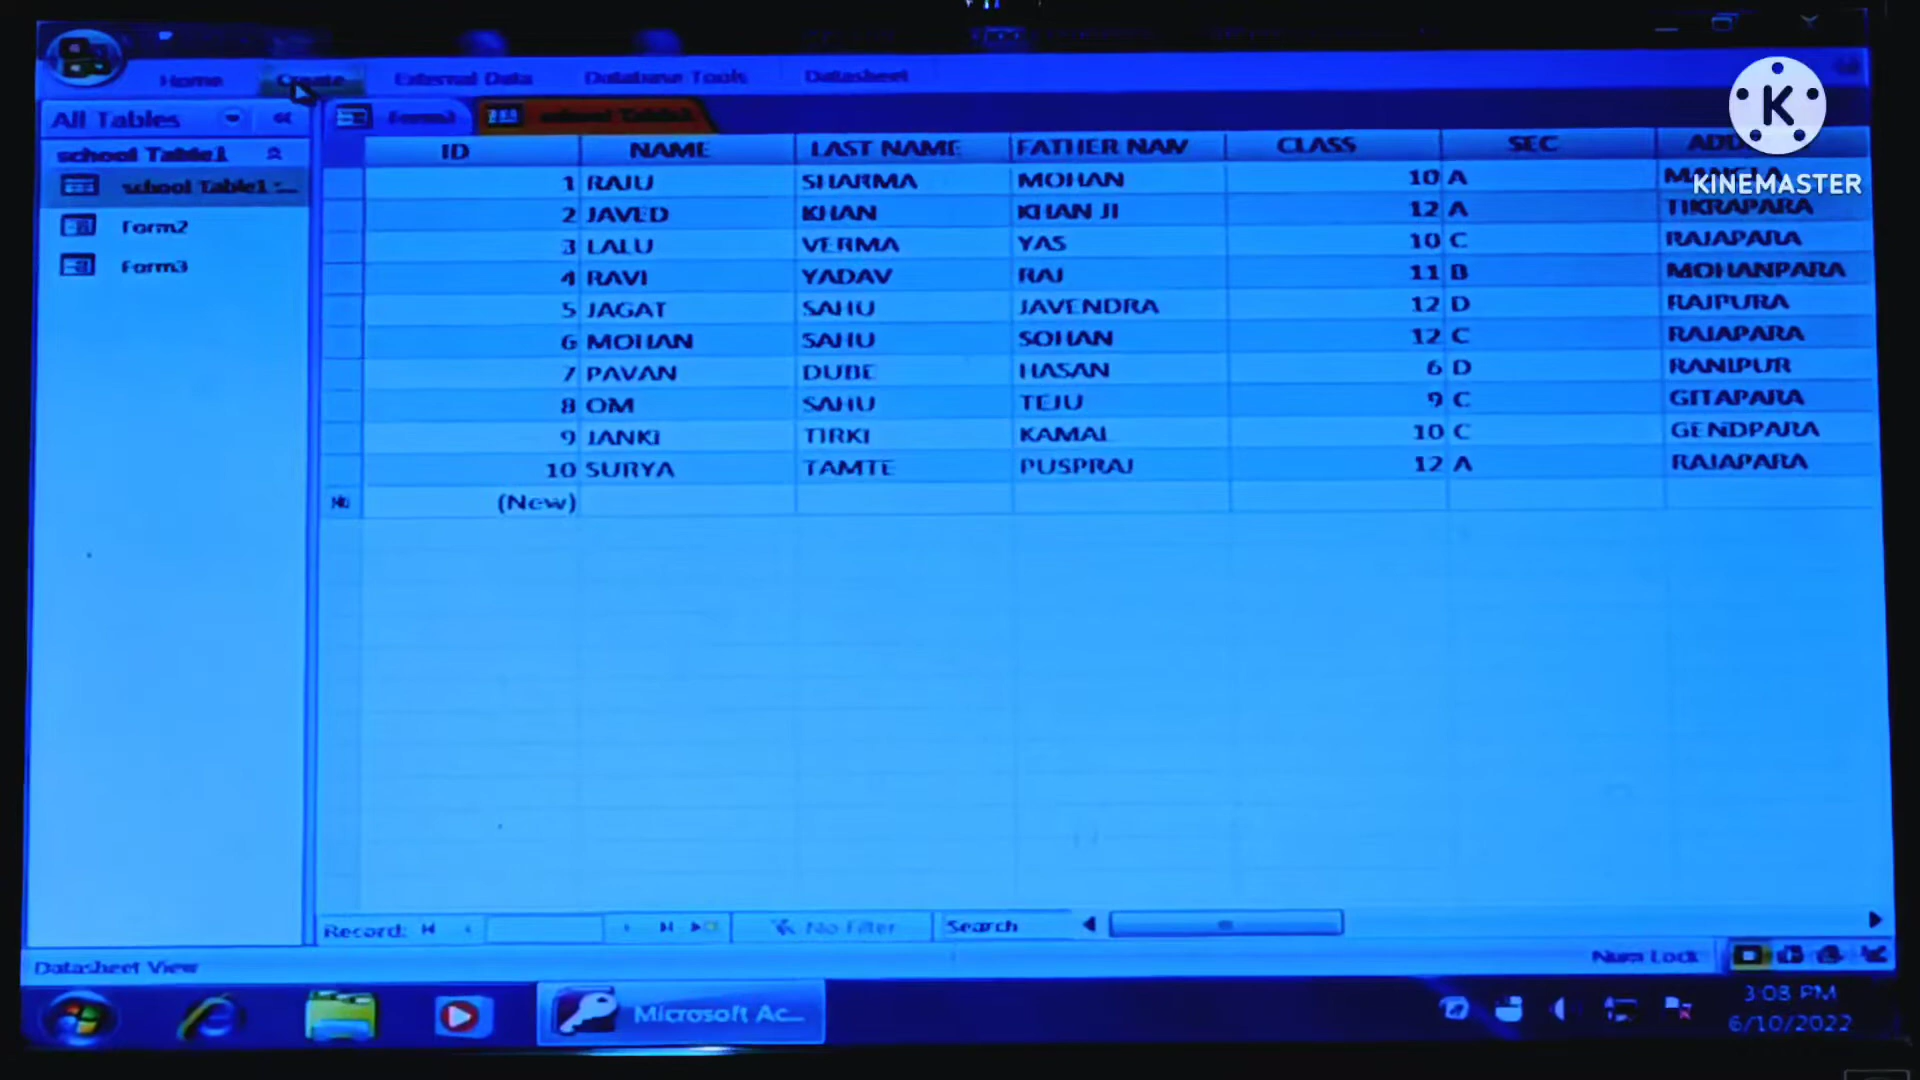 Home Create External Data Database Tools Datasheet
K
KINEMASTER
All Tables
Form3 school Table1
school Table1
school Table1 :...
Form2
Form3
ID NAME LAST NAME FATHER NAM CLASS SEC ADD
1 RAJU SHARMA MOHAN 10 A
2 JAVED KHAN KHAN JI 12 A TIKRAPARA
3 LALU VERMA YAS 10 C RAJAPARA
4 RAVI YADAV RAJ 11 B MOHANPARA
5 JAGAT SAHU JAVENDRA 12 D RAJPURA
6 MOHAN SAHU SOHAN 12 C RAJAPARA
7 PAVAN DUBE HASAN 6 D RANIPUR
8 OM SAHU TEJU 9 C GITAPARA
9 JANKI TIRKI KAMAL 10 C GENDPARA
10 SURYA TAMTE PUSPRAJ 12 A RAJAPARA
(New)
Record: No Filter Search
Datasheet View Num Lock
Microsoft Ac...
3:08 PM
6/10/2022